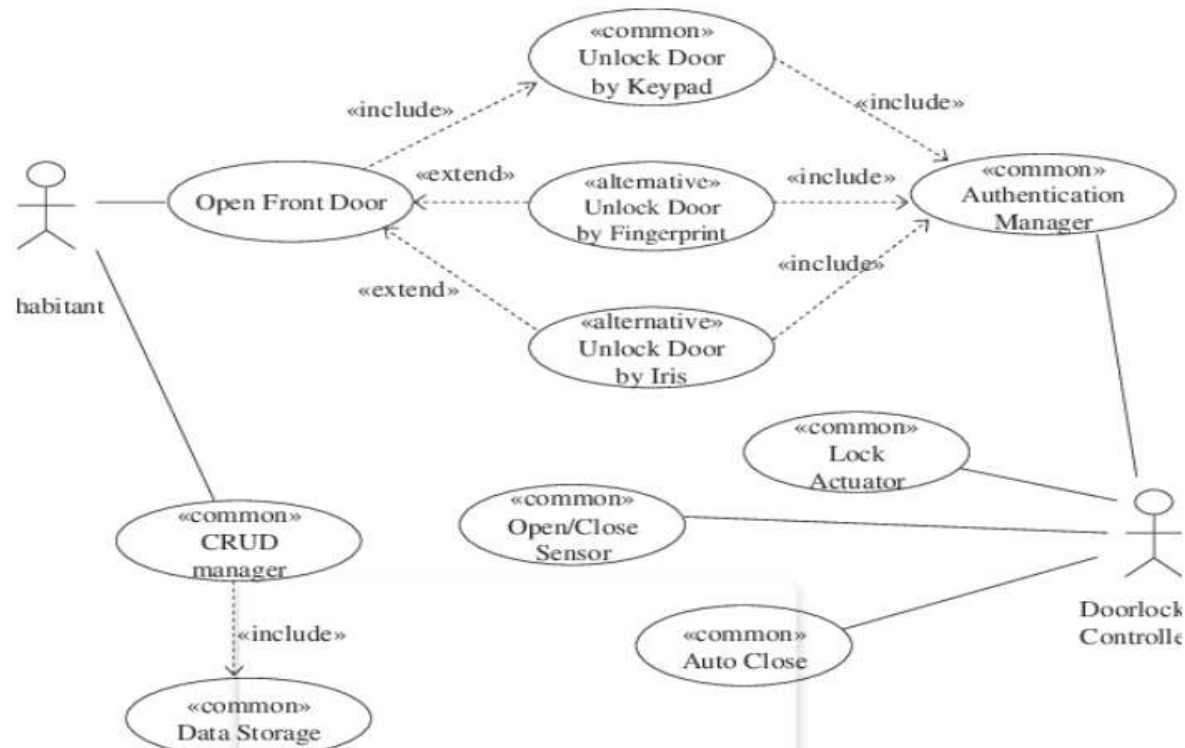 «common»
Unlock Door
by Keypad
«include»
«include»
Open Front Door
«extend»
«alternative»
Unlock Door
by Fingerprint
«include»
«common»
Authentication
Manager
habitant
«extend»
«alternative»
Unlock Door
by Iris
«include»
«common»
Lock
Actuator
«common»
Open/Close
Sensor
«common»
CRUD
manager
«include»
«common»
Auto Close
Doorlock
Controlle
«common»
Data Storage